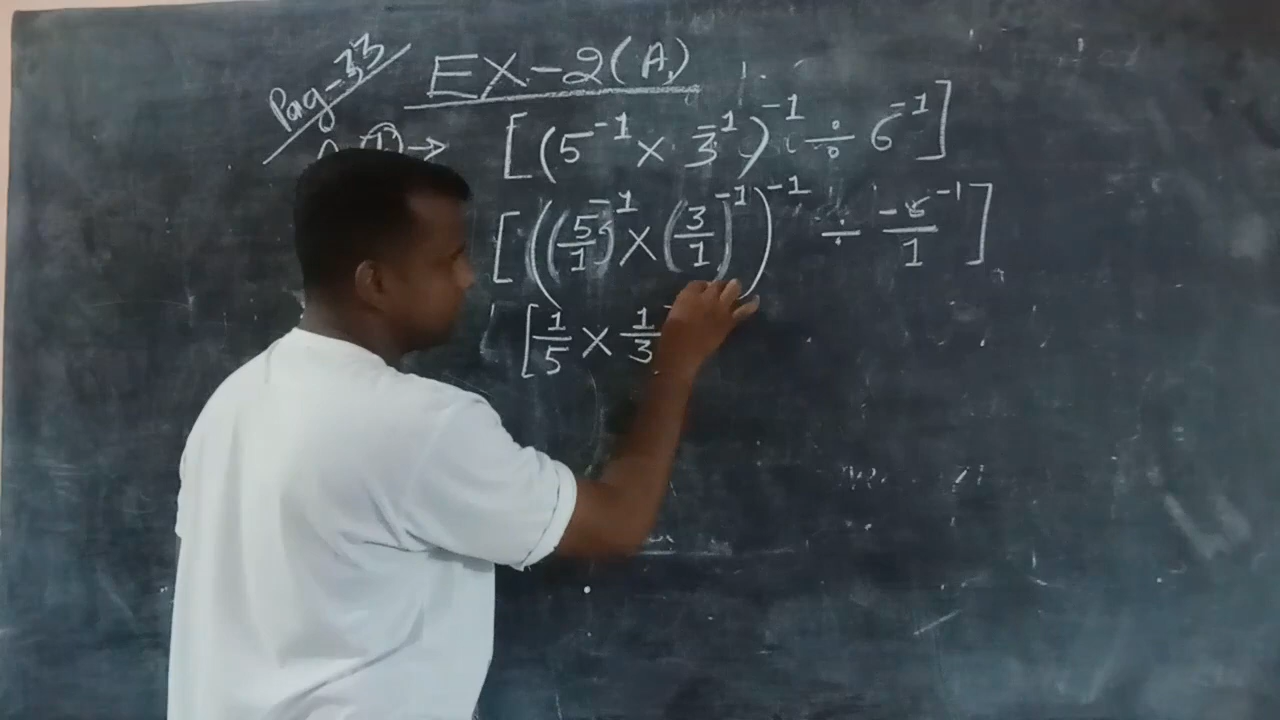 Pag-33
EX-2(A)
① → [(5⁻¹ × 3⁻¹)⁻¹ ÷ 6⁻¹]
[((5/1)⁻¹ × (3/1)⁻¹)⁻¹ ÷ /1⁻¹]
[1/5 × 1/3